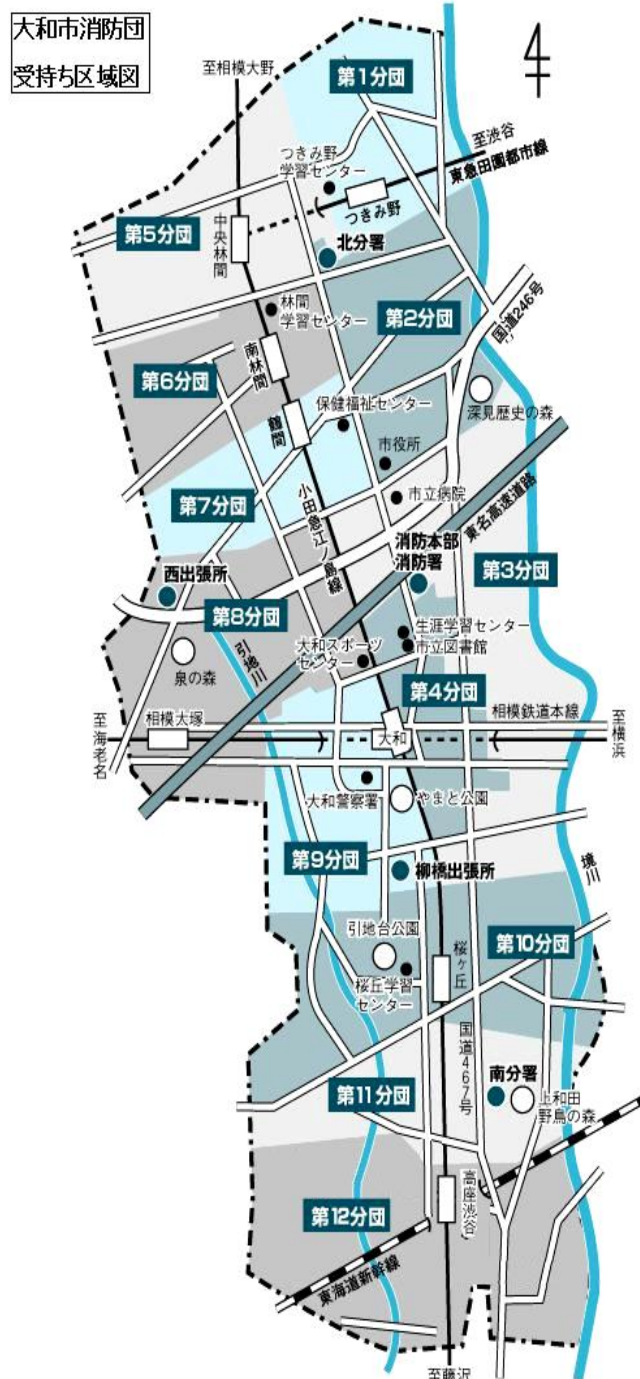 大和市消防団
受持ち区域図
至相模大野
第1分団
至渋谷
東急田園都市線
つきみ野
学習センター
つきみ野
第5分団
中央林間
北分署
林間
学習センター
第2分団
国道246号
南林間
第6分団
鶴間
保健福祉センター
深見歴史の森
市役所
第7分団
市立病院
東名高速道路
小田急江ノ島線
消防本部
消防署
西出張所
第3分団
第8分団
引地川
生涯学習センター
市立図書館
大和スポーツ
センター
泉の森
第4分団
至海老名
相模大塚
大和
相模鉄道本線
至横浜
大和警察署
やまと公園
第9分団
柳橋出張所
境川
引地台公園
第10分団
桜ヶ丘
桜丘学習
センター
国道467号
第11分団
南分署
上和田
野鳥の森
高座渋谷
第12分団
東海道新幹線
至藤沢